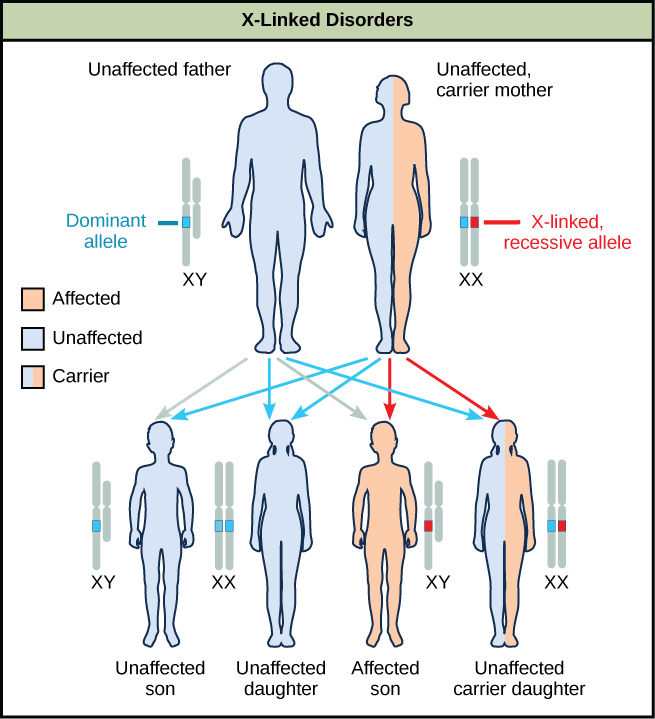 X-Linked Disorders
Unaffected father
Unaffected,
carrier mother
Dominant
allele
X-linked,
recessive allele
XY
XX
Affected
Unaffected
Carrier
XY
XX
XY
XX
Unaffected
son
Unaffected
daughter
Affected
son
Unaffected
carrier daughter